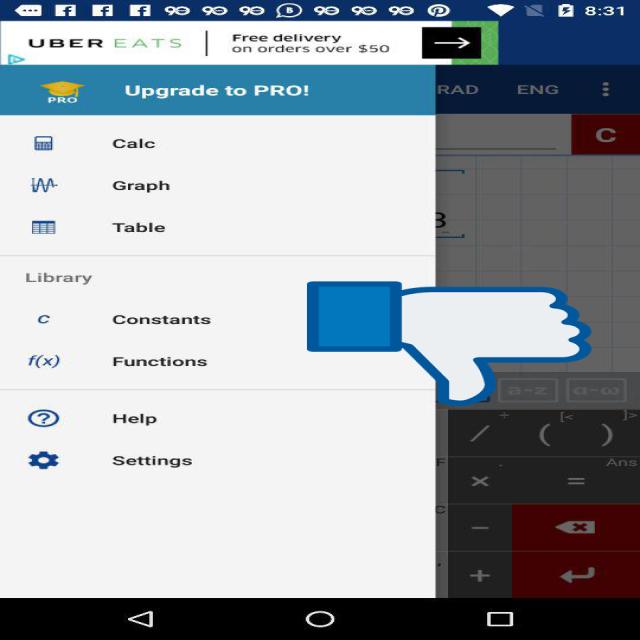 8:31
UBER EATS
Free delivery
on orders over $50
PRO
Upgrade to PRO!
RAD
ENG
C
Calc
Graph
Table
Library
c
Constants
f(x)
Functions
Help
Settings
a-z
α-ω
/
÷
(
[<
)
]>
F
×
.
=
Ans
C
−
+